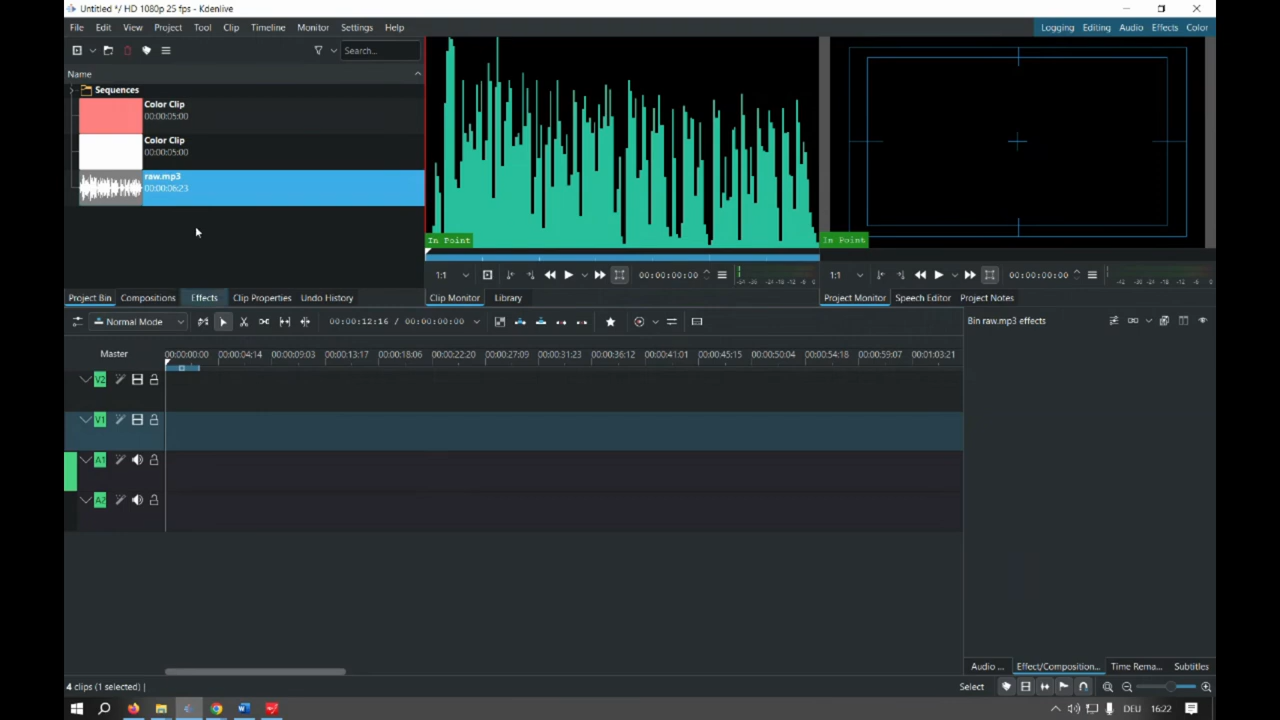 Untitled */ HD 1080p 25 fps - Kdenlive
File Edit View Project Tool Clip Timeline Monitor Settings Help
Logging Editing Audio Effects Color
Search...
Name
Sequences
Color Clip
00:00:05:00
Color Clip
00:00:05:00
raw.mp3
00:00:06:23
In Point
In Point
1:1
00:00:00:00
1:1
00:00:00:00
Project Bin Compositions Effects Clip Properties Undo History
Clip Monitor Library
Project Monitor Speech Editor Project Notes
Normal Mode
00:00:12:16 / 00:00:00:00
Bin raw.mp3 effects
Master
00:00:00:00 00:00:04:14 00:00:09:03 00:00:13:17 00:00:18:06 00:00:22:20 00:00:27:09 00:00:31:23 00:00:36:12 00:00:41:01 00:00:45:15 00:00:50:04 00:00:54:18 00:00:59:07 00:01:03:21
V2
V1
A1
A2
Audio ... Effect/Composition... Time Rema... Subtitles
4 clips (1 selected) |
Select
DEU 16:22